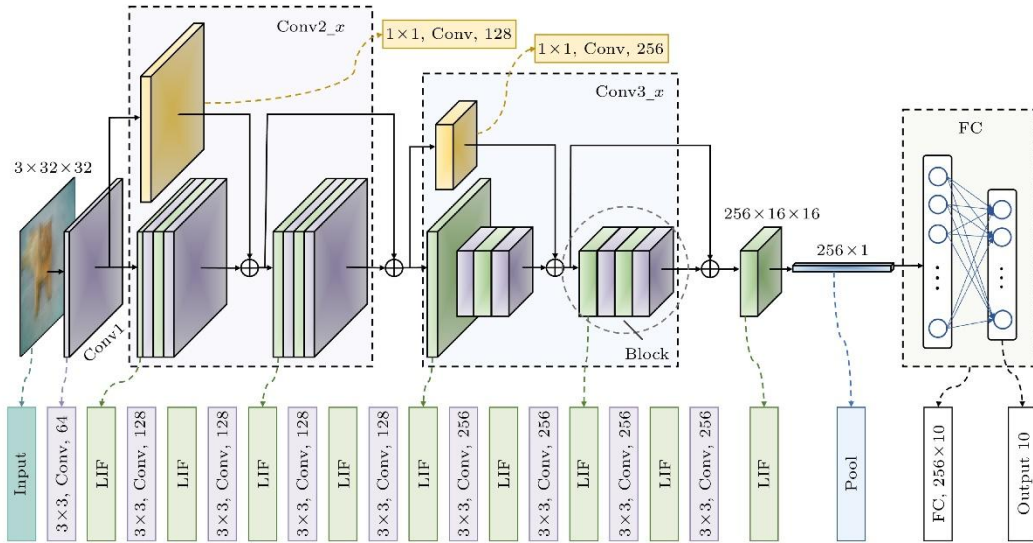 Conv2_x
1×1, Conv, 128
1×1, Conv, 256
Conv3_x
FC
3×32×32
256×16×16
256×1
Conv1
Block
Input
3×3, Conv, 64
LIF
3×3, Conv, 128
LIF
3×3, Conv, 128
LIF
3×3, Conv, 128
LIF
3×3, Conv, 128
LIF
3×3, Conv, 256
LIF
3×3, Conv, 256
LIF
3×3, Conv, 256
LIF
3×3, Conv, 256
LIF
Pool
FC, 256×10
Output 10